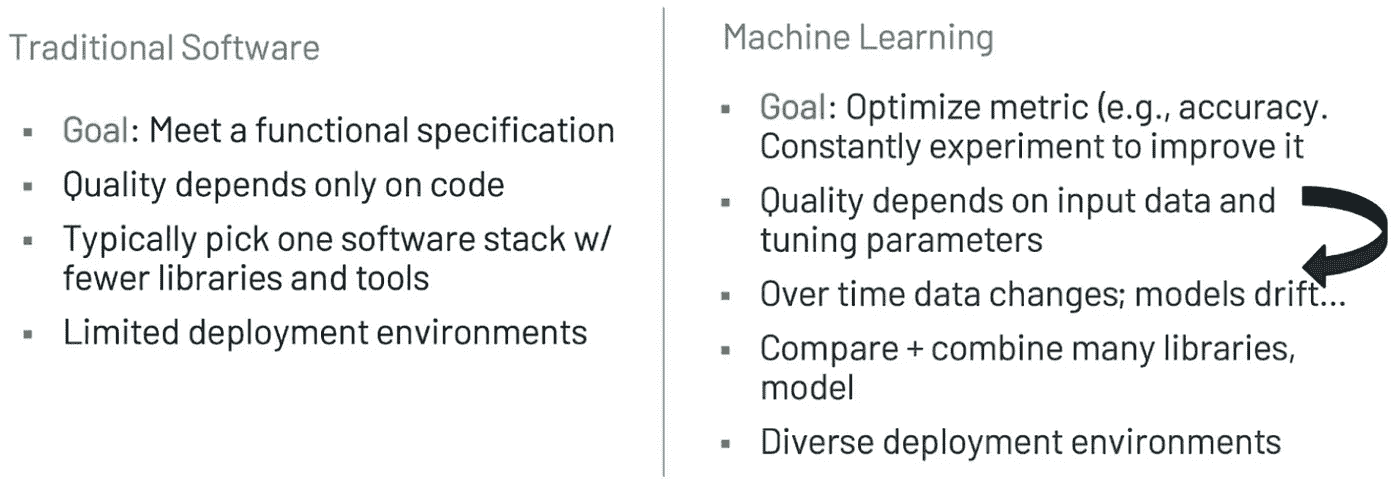 Traditional Software
▪ Goal: Meet a functional specification
▪ Quality depends only on code
▪ Typically pick one software stack w/
fewer libraries and tools
▪ Limited deployment environments
Machine Learning
▪ Goal: Optimize metric (e.g., accuracy.
Constantly experiment to improve it
▪ Quality depends on input data and
tuning parameters
▪ Over time data changes; models drift...
▪ Compare + combine many libraries,
model
▪ Diverse deployment environments